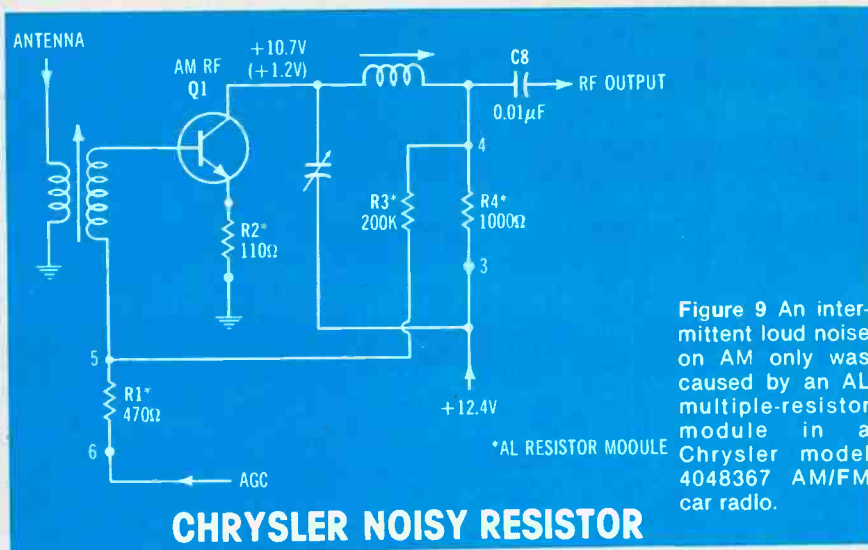 ANTENNA
AM RF
Q1
+10.7V
(+1.2V)
C8
0.01µF
RF OUTPUT
4
R3*
200K
R4*
1000Ω
R2*
110Ω
3
5
R1*
470Ω
6
AGC
+12.4V
*AL RESISTOR MODULE
CHRYSLER NOISY RESISTOR
Figure 9 An inter-
mittent loud noise
on AM only was
caused by an AL
multiple-resistor
module in a
Chrysler model
4048367 AM/FM
car radio.